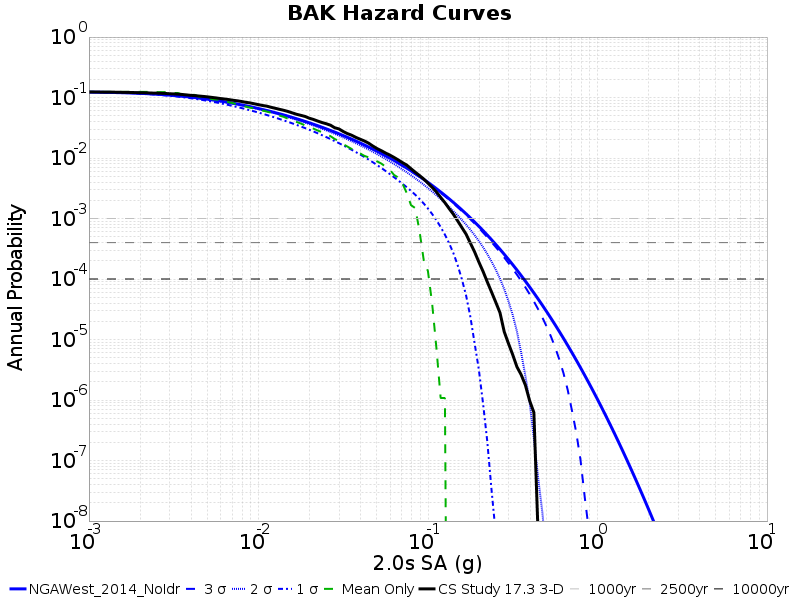 BAK Hazard Curves
10^0
10^-1
10^-2
10^-3
10^-4
10^-5
10^-6
10^-7
10^-8
Annual Probability
10^-3 10^-2 10^-1 10^0 10^1
2.0s SA (g)
NGAWest_2014_NoIdr 3 σ 2 σ 1 σ Mean Only CS Study 17.3 3-D 1000yr 2500yr 10000yr